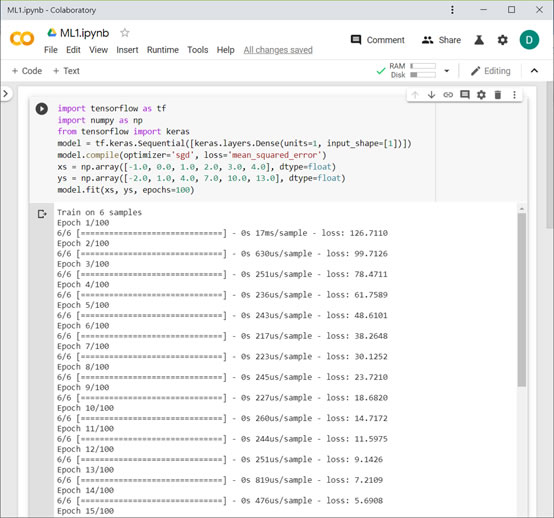 ML1.ipynb - Colaboratory
ML1.ipynb
File Edit View Insert Runtime Tools Help All changes saved
Comment Share D
+ Code + Text RAM Disk Editing
import tensorflow as tf
import numpy as np
from tensorflow import keras
model = tf.keras.Sequential([keras.layers.Dense(units=1, input_shape=[1])])
model.compile(optimizer='sgd', loss='mean_squared_error')
xs = np.array([-1.0, 0.0, 1.0, 2.0, 3.0, 4.0], dtype=float)
ys = np.array([-2.0, 1.0, 4.0, 7.0, 10.0, 13.0], dtype=float)
model.fit(xs, ys, epochs=100)
Train on 6 samples
Epoch 1/100
6/6 [==============================] - 0s 17ms/sample - loss: 126.7110
Epoch 2/100
6/6 [==============================] - 0s 630us/sample - loss: 99.7126
Epoch 3/100
6/6 [==============================] - 0s 251us/sample - loss: 78.4711
Epoch 4/100
6/6 [==============================] - 0s 236us/sample - loss: 61.7589
Epoch 5/100
6/6 [==============================] - 0s 243us/sample - loss: 48.6101
Epoch 6/100
6/6 [==============================] - 0s 217us/sample - loss: 38.2648
Epoch 7/100
6/6 [==============================] - 0s 223us/sample - loss: 30.1252
Epoch 8/100
6/6 [==============================] - 0s 245us/sample - loss: 23.7210
Epoch 9/100
6/6 [==============================] - 0s 227us/sample - loss: 18.6820
Epoch 10/100
6/6 [==============================] - 0s 260us/sample - loss: 14.7172
Epoch 11/100
6/6 [==============================] - 0s 244us/sample - loss: 11.5975
Epoch 12/100
6/6 [==============================] - 0s 251us/sample - loss: 9.1426
Epoch 13/100
6/6 [==============================] - 0s 819us/sample - loss: 7.2109
Epoch 14/100
6/6 [==============================] - 0s 476us/sample - loss: 5.6908
Epoch 15/100